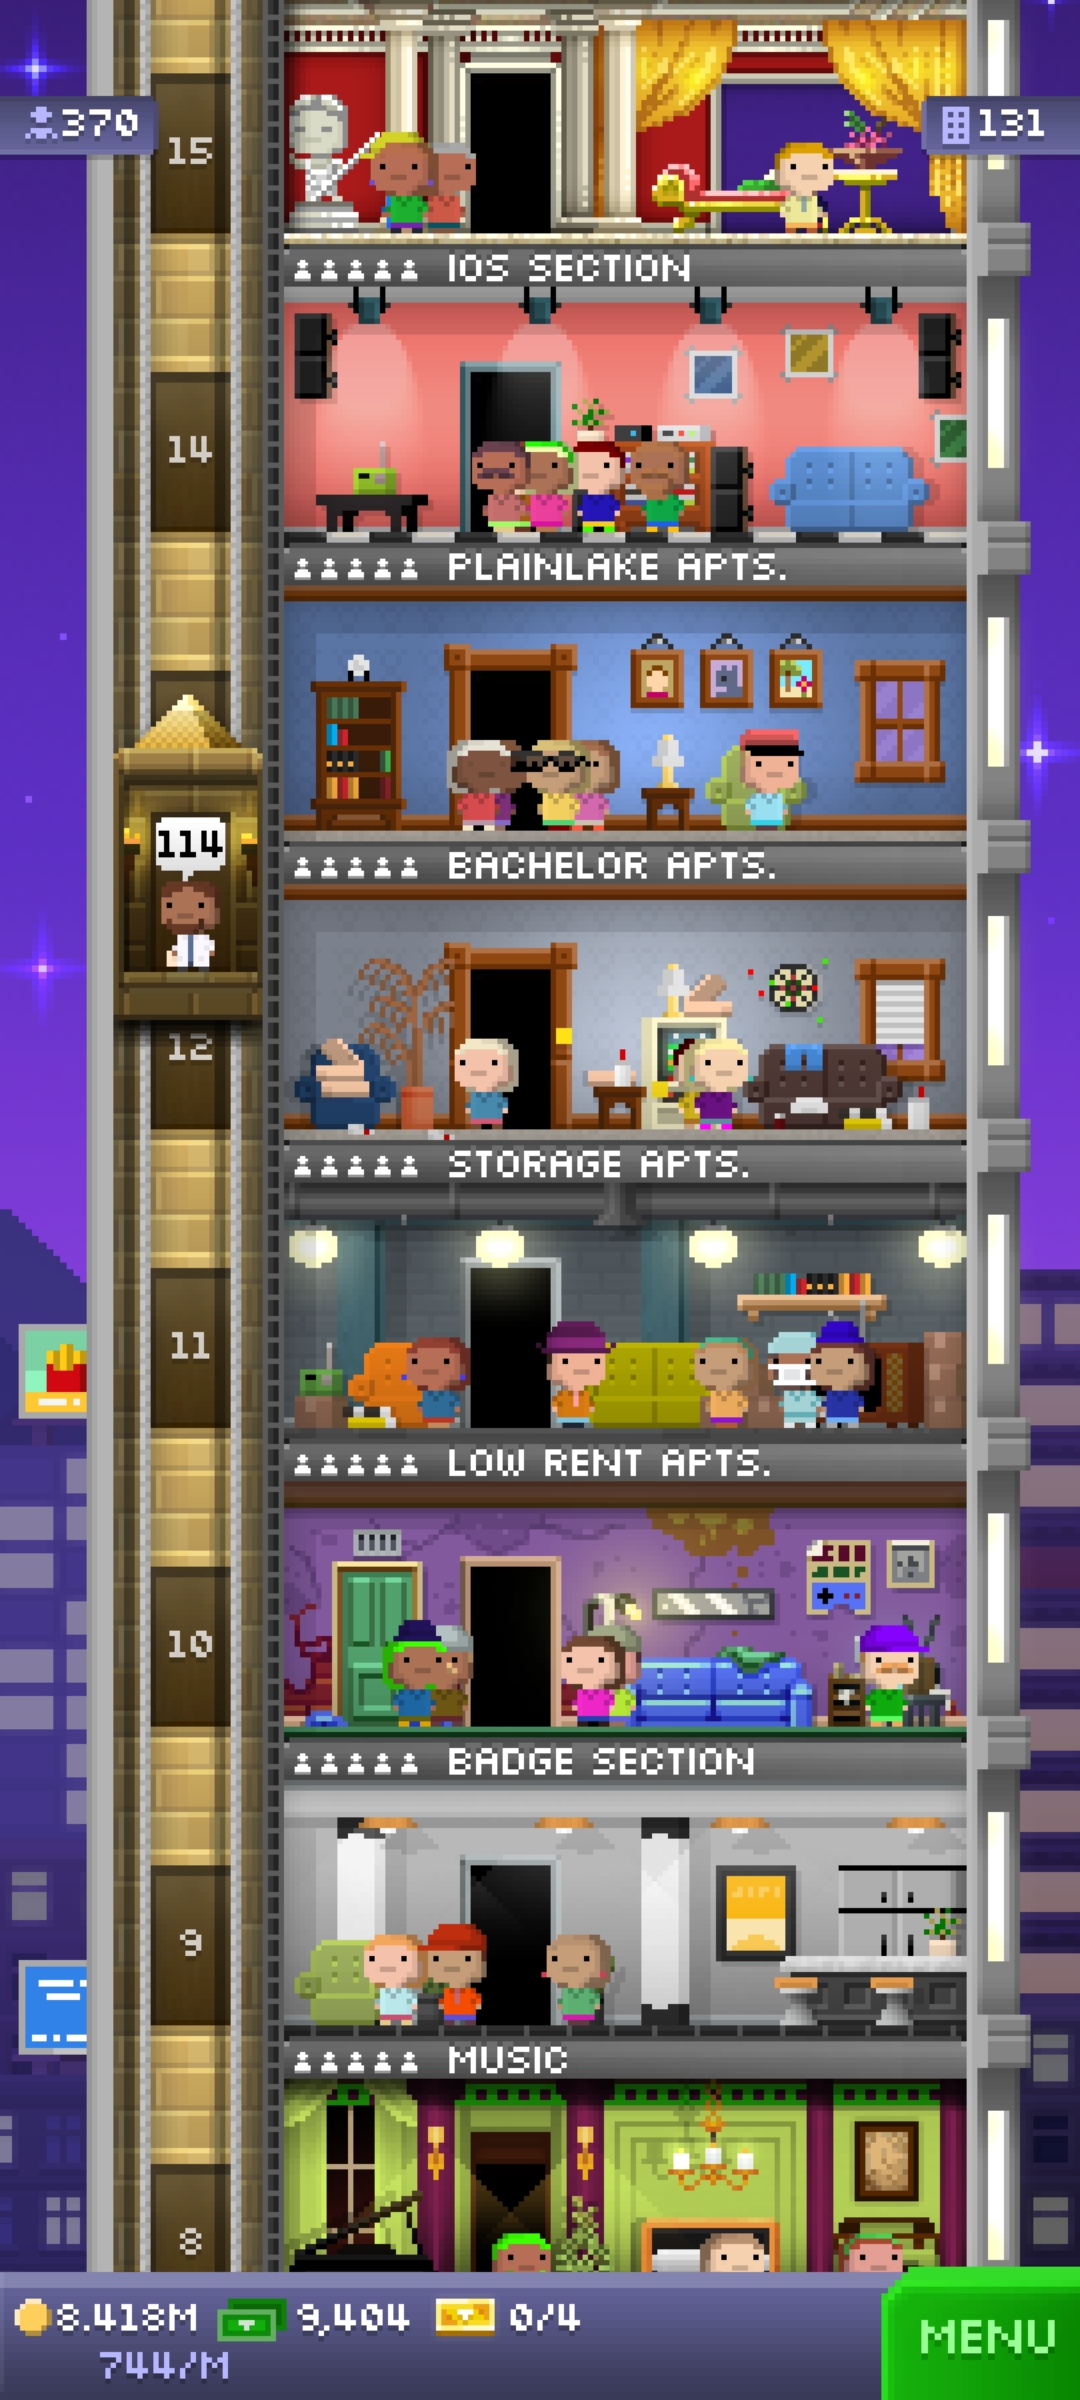 370
131
15
IOS SECTION
14
PLAINLAKE APTS.
BACHELOR APTS.
114
12
STORAGE APTS.
11
LOW RENT APTS.
10
BADGE SECTION
9
MUSIC
8
8.418M 9,404 0/4
744/M
MENU